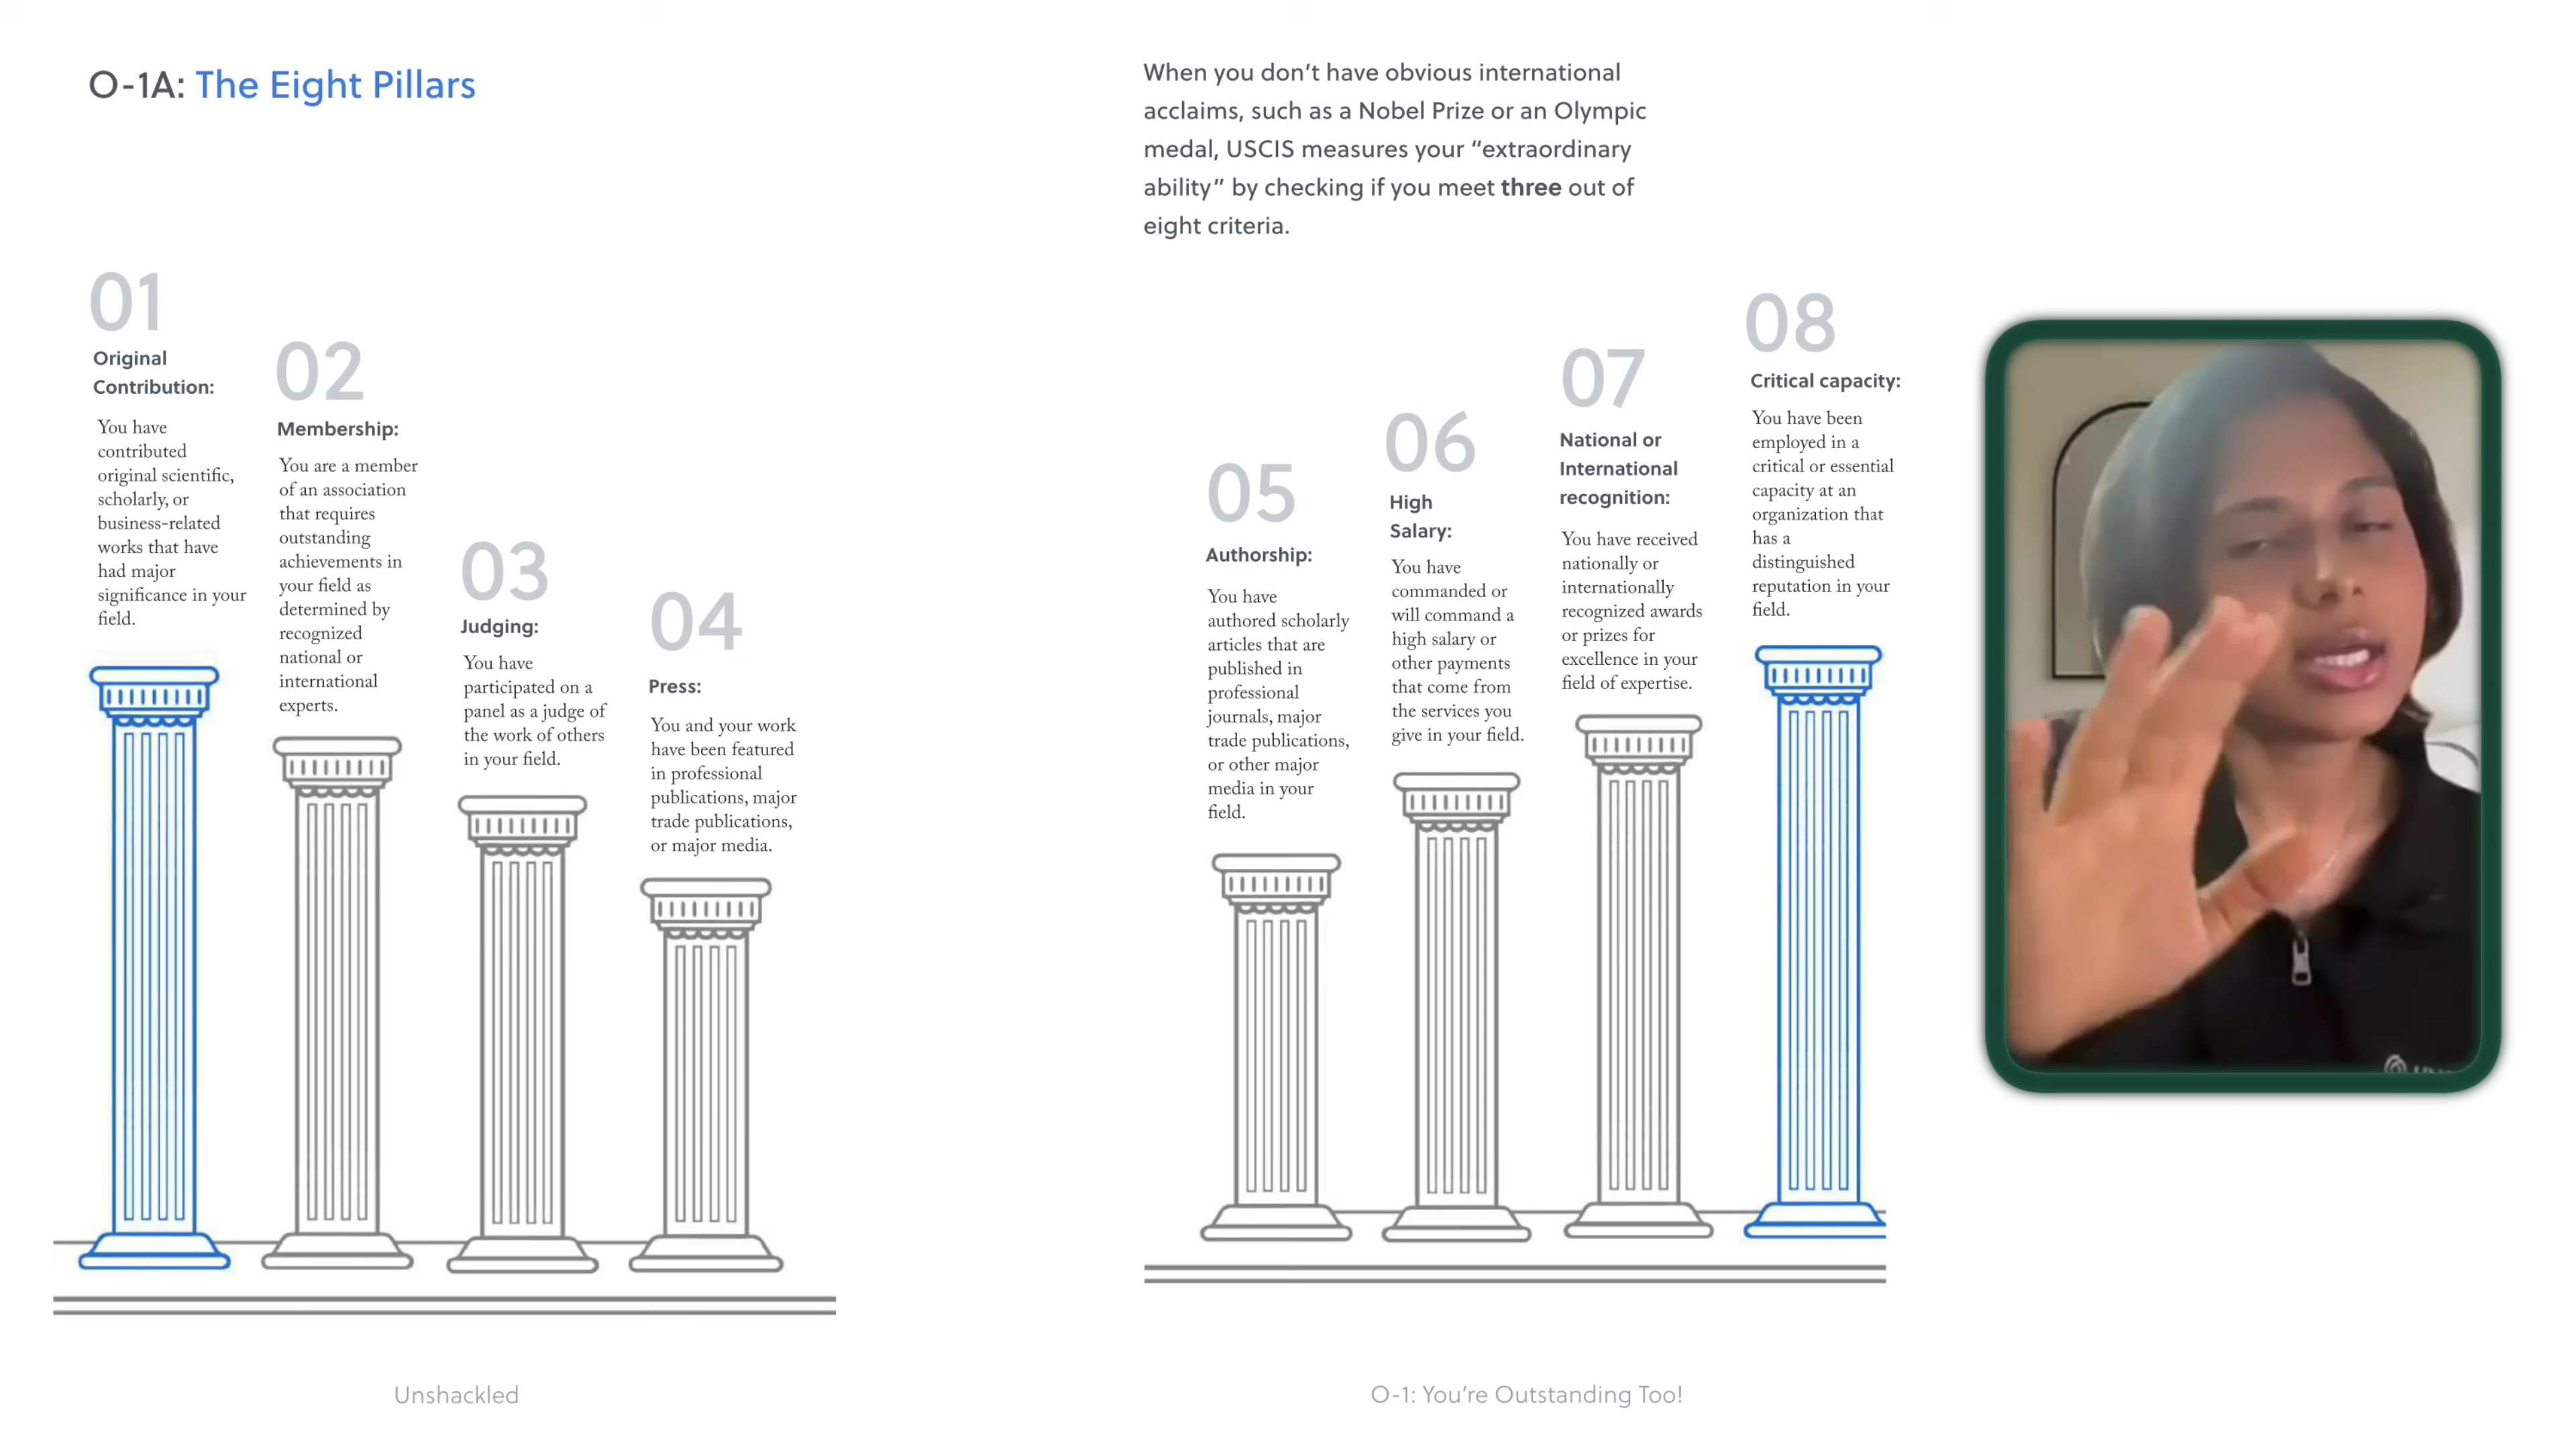 O-1A: The Eight Pillars
When you don't have obvious international
acclaims, such as a Nobel Prize or an Olympic
medal, USCIS measures your "extraordinary
ability" by checking if you meet three out of
eight criteria.
01
Original
Contribution:
You have
contributed
original scientific,
scholarly, or
business-related
works that have
had major
significance in your
field.
02
Membership:
You are a member
of an association
that requires
outstanding
achievements in
your field as
determined by
recognized
national or
international
experts.
03
Judging:
You have
participated on a
panel as a judge of
the work of others
in your field.
04
Press:
You and your work
have been featured
in professional
publications, major
trade publications,
or major media.
05
Authorship:
You have
authored scholarly
articles that are
published in
professional
journals, major
trade publications,
or other major
media in your
field.
06
High
Salary:
You have
commanded or
will command a
high salary or
other payments
that come from
the services you
give in your field.
07
National or
International
recognition:
You have received
nationally or
internationally
recognized awards
or prizes for
excellence in your
field of expertise.
08
Critical capacity:
You have been
employed in a
critical or essential
capacity at an
organization that
has a
distinguished
reputation in your
field.
Unshackled
O-1: You're Outstanding Too!